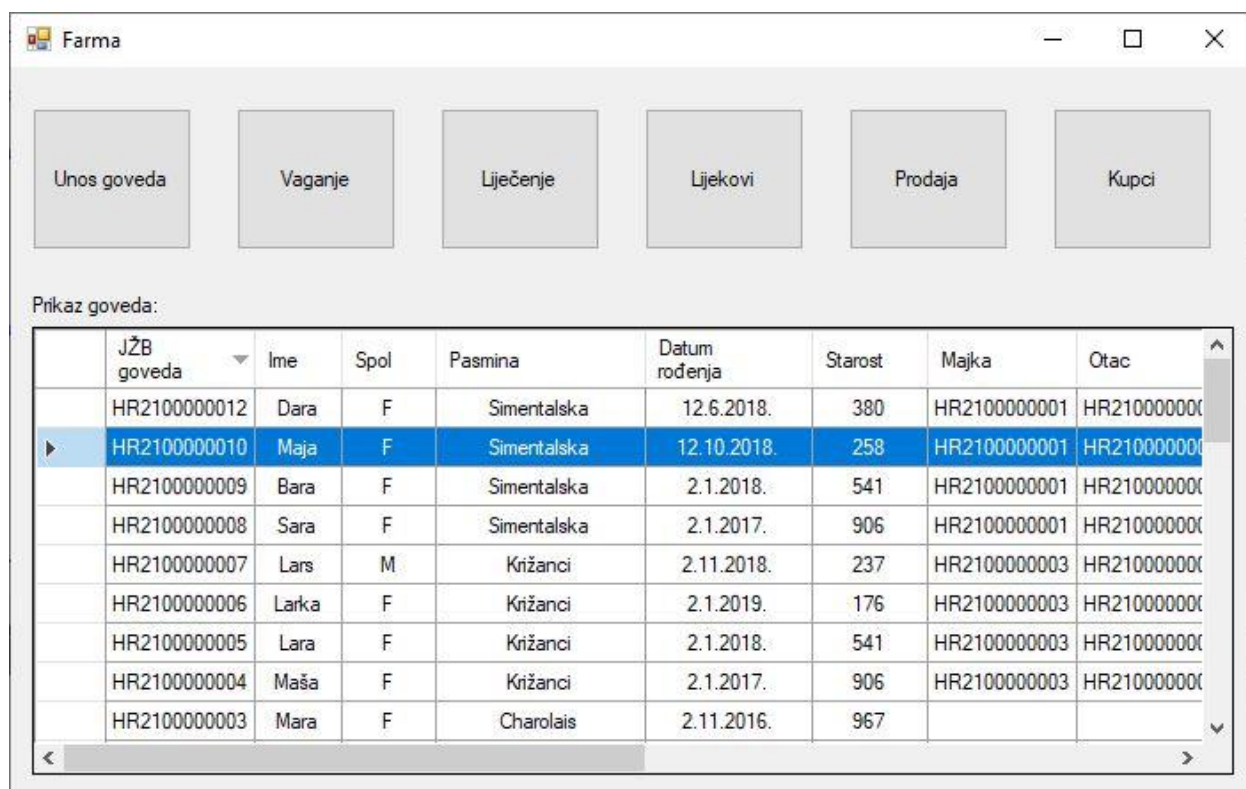 Farma
Unos goveda Vaganje Liječenje Lijekovi Prodaja Kupci
Prikaz goveda:
JŽB goveda Ime Spol Pasmina Datum rođenja Starost Majka Otac
HR2100000012 Dara F Simentalska 12.6.2018. 380 HR2100000001
HR2100000010 Maja F Simentalska 12.10.2018. 258 HR2100000001
HR2100000009 Bara F Simentalska 2.1.2018. 541 HR2100000001
HR2100000008 Sara F Simentalska 2.1.2017. 906 HR2100000001
HR2100000007 Lars M Križanci 2.11.2018. 237 HR2100000003
HR2100000006 Larka F Križanci 2.1.2019. 176 HR2100000003
HR2100000005 Lara F Križanci 2.1.2018. 541 HR2100000003
HR2100000004 Maša F Križanci 2.1.2017. 906 HR2100000003
HR2100000003 Mara F Charolais 2.11.2016. 967